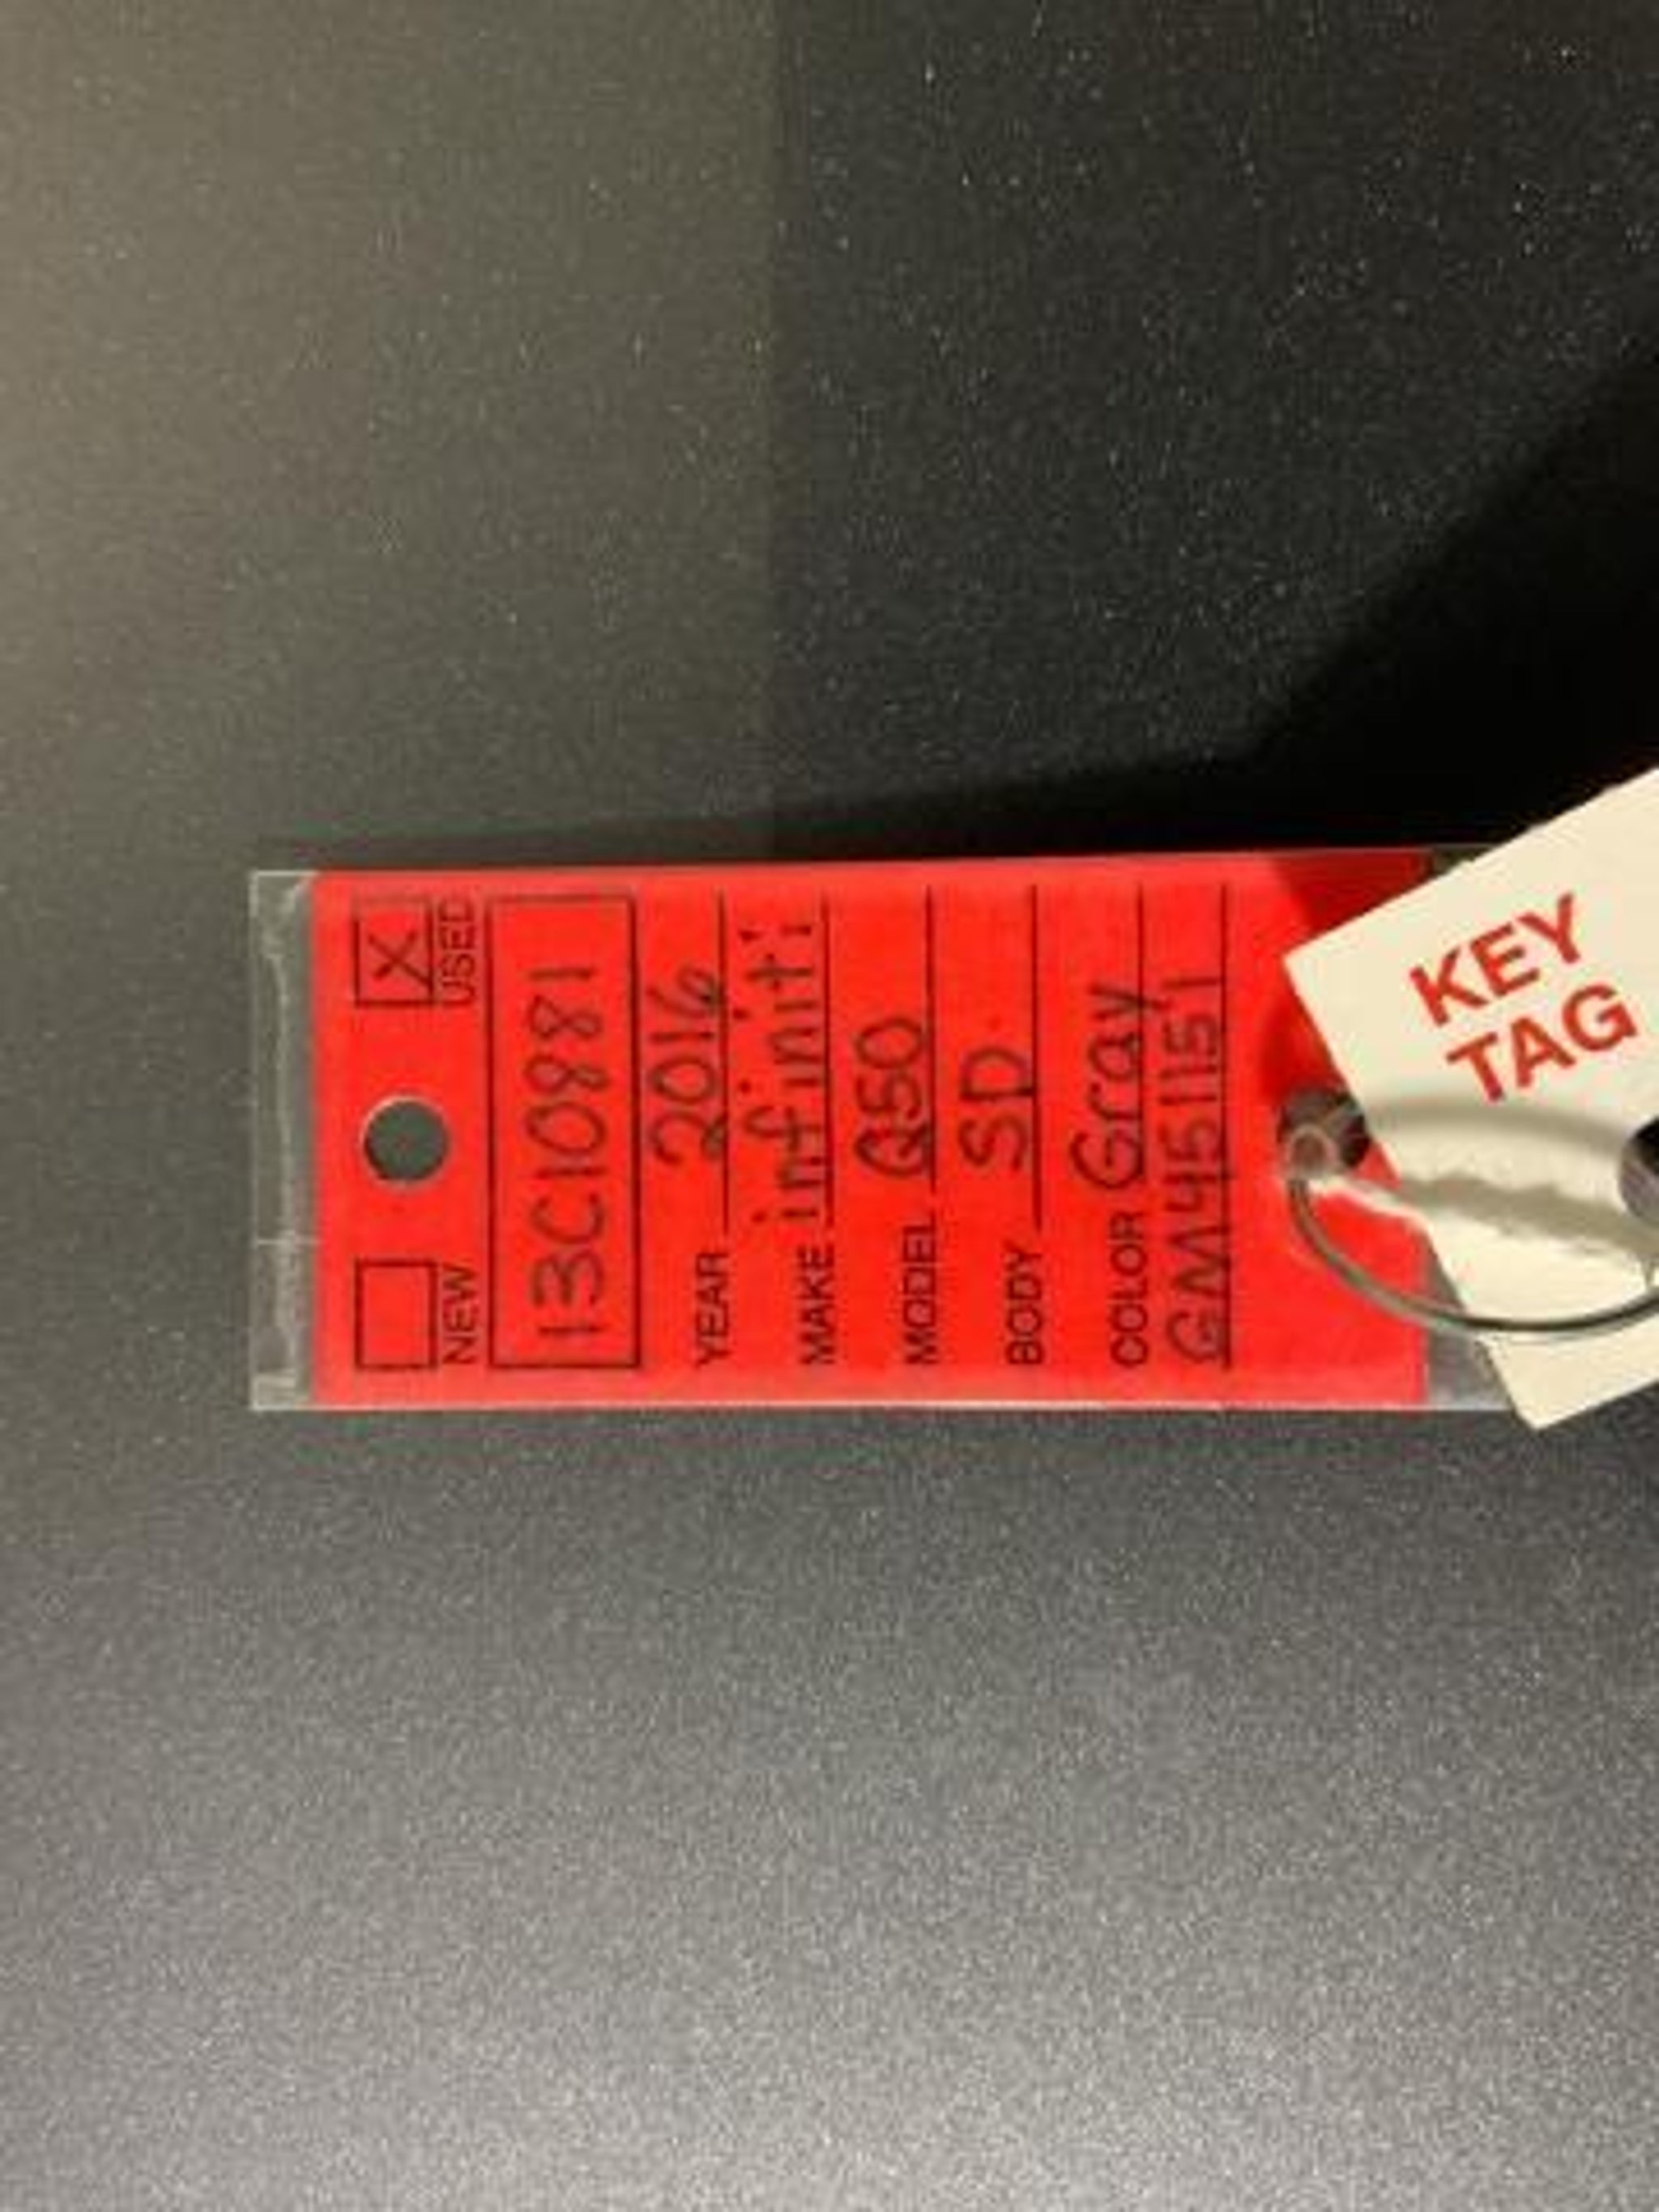 NEW X USED
13C10881
YEAR 2016
MAKE infiniti
MODEL Q50
BODY SD
COLOR Gray
GM451151
KEY
TAG